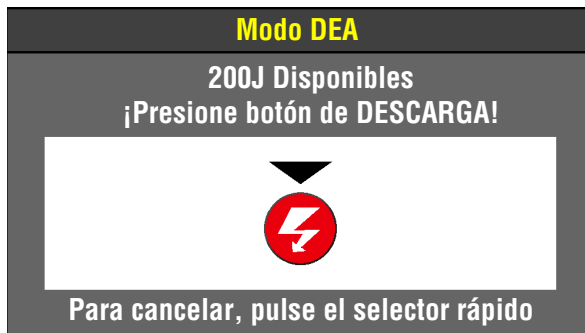 Modo DEA
200J Disponibles
¡Presione botón de DESCARGA!
Para cancelar, pulse el selector rápido